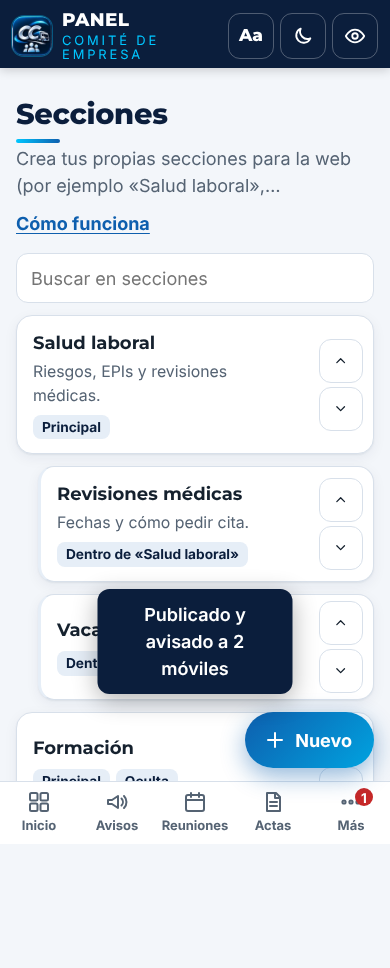 PANEL
COMITÉ DE
EMPRESA
Aa
Secciones
Crea tus propias secciones para la web
(por ejemplo «Salud laboral»,...
Cómo funciona
Buscar en secciones
Salud laboral
Riesgos, EPIs y revisiones
médicas.
Principal
Revisiones médicas
Fechas y cómo pedir cita.
Dentro de «Salud laboral»
Publicado y
avisado a 2
móviles
Formación
Nuevo
Principal Oculta
1
Inicio Avisos Reuniones Actas Más